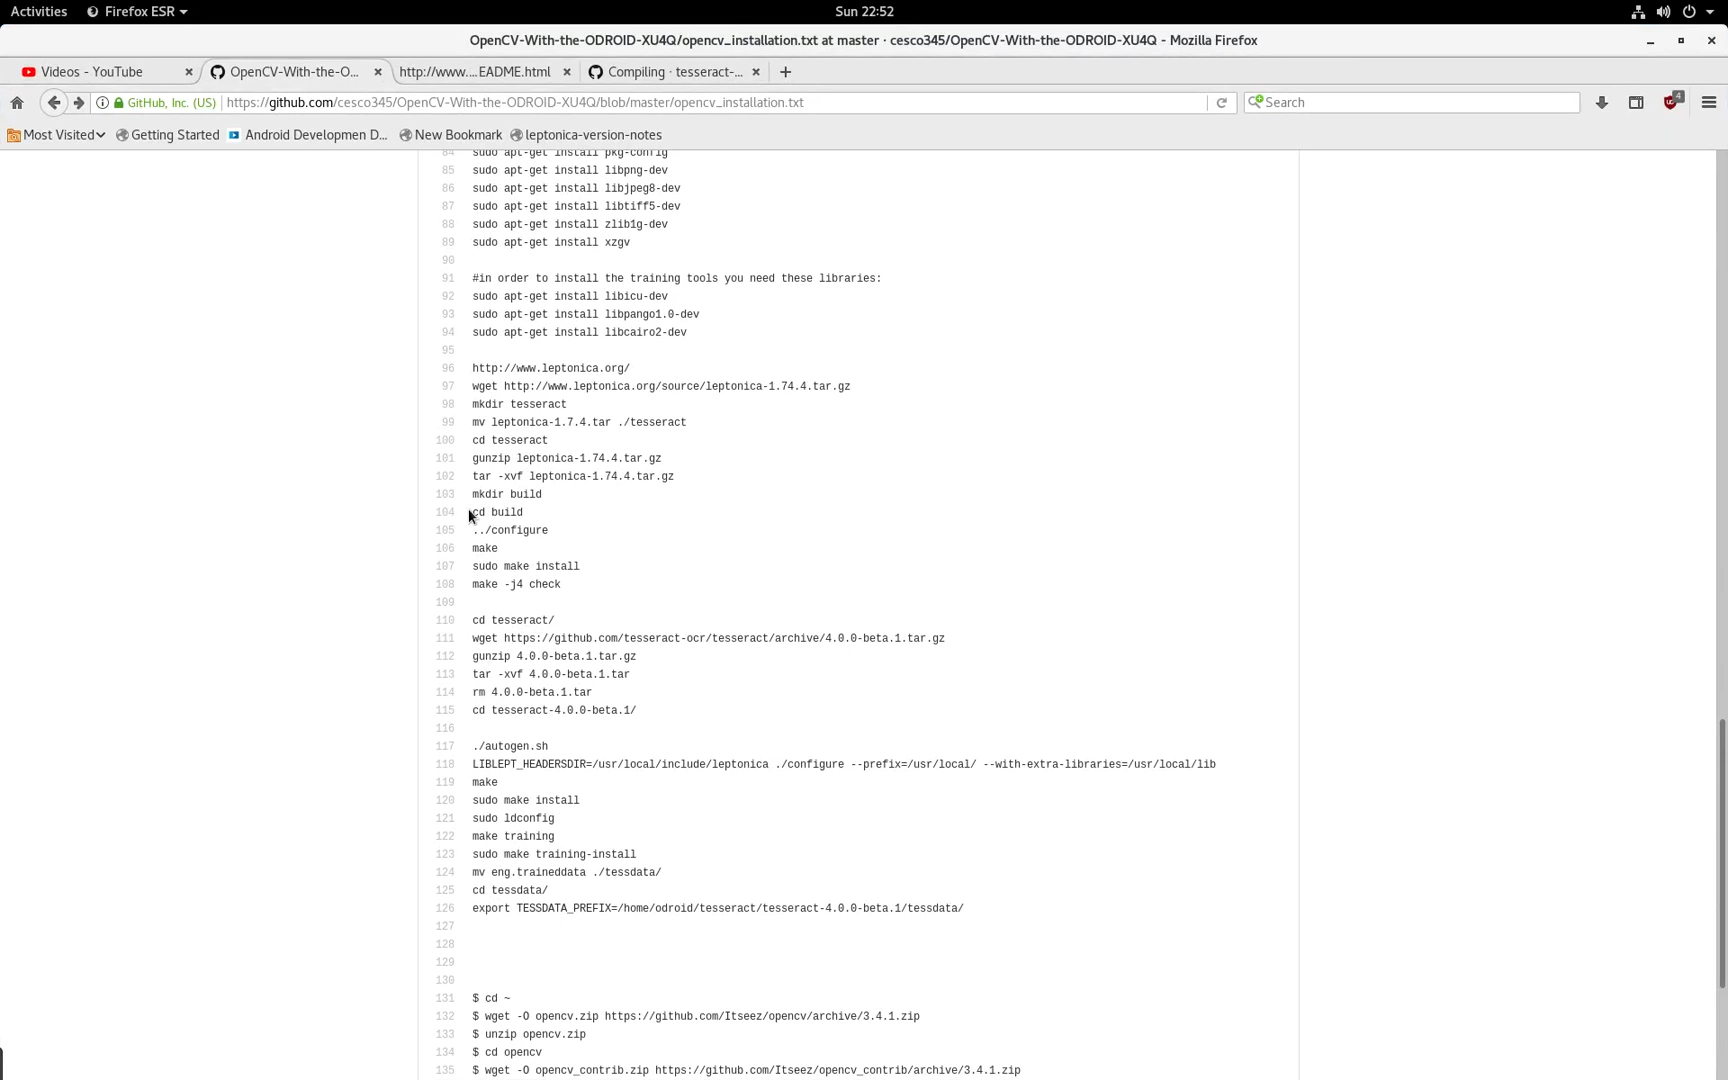 Activities Firefox ESR Sun 22:52
OpenCV-With-the-ODROID-XU4Q/opencv_installation.txt at master · cesco345/OpenCV-With-the-ODROID-XU4Q - Mozilla Firefox
Videos - YouTube OpenCV-With-the-O... http://www....EADME.html Compiling · tesseract-...
GitHub, Inc. (US) https://github.com/cesco345/OpenCV-With-the-ODROID-XU4Q/blob/master/opencv_installation.txt Search 4
Most Visited Getting Started Android Developmen D... New Bookmark leptonica-version-notes
84 sudo apt-get install pkg-config
85 sudo apt-get install libpng-dev
86 sudo apt-get install libjpeg8-dev
87 sudo apt-get install libtiff5-dev
88 sudo apt-get install zlib1g-dev
89 sudo apt-get install xzgv
90
91 #in order to install the training tools you need these libraries:
92 sudo apt-get install libicu-dev
93 sudo apt-get install libpango1.0-dev
94 sudo apt-get install libcairo2-dev
95
96 http://www.leptonica.org/
97 wget http://www.leptonica.org/source/leptonica-1.74.4.tar.gz
98 mkdir tesseract
99 mv leptonica-1.7.4.tar ./tesseract
100 cd tesseract
101 gunzip leptonica-1.74.4.tar.gz
102 tar -xvf leptonica-1.74.4.tar.gz
103 mkdir build
104 cd build
105 ../configure
106 make
107 sudo make install
108 make -j4 check
109
110 cd tesseract/
111 wget https://github.com/tesseract-ocr/tesseract/archive/4.0.0-beta.1.tar.gz
112 gunzip 4.0.0-beta.1.tar.gz
113 tar -xvf 4.0.0-beta.1.tar
114 rm 4.0.0-beta.1.tar
115 cd tesseract-4.0.0-beta.1/
116
117 ./autogen.sh
118 LIBLEPT_HEADERSDIR=/usr/local/include/leptonica ./configure --prefix=/usr/local/ --with-extra-libraries=/usr/local/lib
119 make
120 sudo make install
121 sudo ldconfig
122 make training
123 sudo make training-install
124 mv eng.traineddata ./tessdata/
125 cd tessdata/
126 export TESSDATA_PREFIX=/home/odroid/tesseract/tesseract-4.0.0-beta.1/tessdata/
127
128
129
130
131 $ cd ~
132 $ wget -O opencv.zip https://github.com/Itseez/opencv/archive/3.4.1.zip
133 $ unzip opencv.zip
134 $ cd opencv
135 $ wget -O opencv_contrib.zip https://github.com/Itseez/opencv_contrib/archive/3.4.1.zip